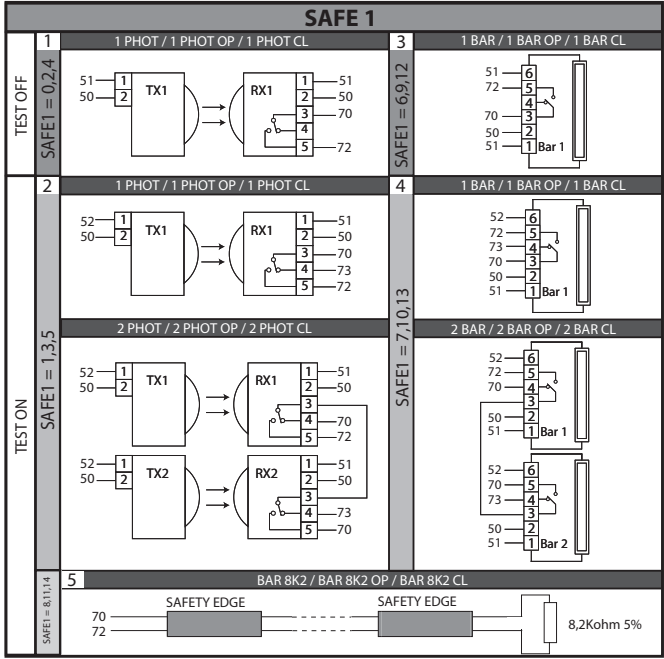 SAFE 1
TEST OFF
SAFE1 = 0,2,4
1 1 PHOT / 1 PHOT OP / 1 PHOT CL
51 1 TX1 RX1 1 51
50 2 2 50
3 70
4
5 72
SAFE1 = 6,9,12
3 1 BAR / 1 BAR OP / 1 BAR CL
51 6
72 5
4
70 3
50 2
51 1 Bar 1
TEST ON
SAFE1 = 1,3,5
2 1 PHOT / 1 PHOT OP / 1 PHOT CL
52 1 TX1 RX1 1 51
50 2 2 50
3 70
4 73
5 72
2 PHOT / 2 PHOT OP / 2 PHOT CL
52 1 TX1 RX1 1 51
50 2 2 50
3
4 70
5 72
52 1 TX2 RX2 1 51
50 2 2 50
3
4 73
5 70
SAFE1 = 7,10,13
4 1 BAR / 1 BAR OP / 1 BAR CL
52 6
72 5
73 4
70 3
50 2
51 1 Bar 1
2 BAR / 2 BAR OP / 2 BAR CL
52 6
72 5
70 4
3
50 2
51 1 Bar 1
52 6
70 5
73 4
3
50 2
51 1 Bar 2
SAFE1 = 8,11,14
5 BAR 8K2 / BAR 8K2 OP / BAR 8K2 CL
SAFETY EDGE SAFETY EDGE
70
72
8,2Kohm 5%